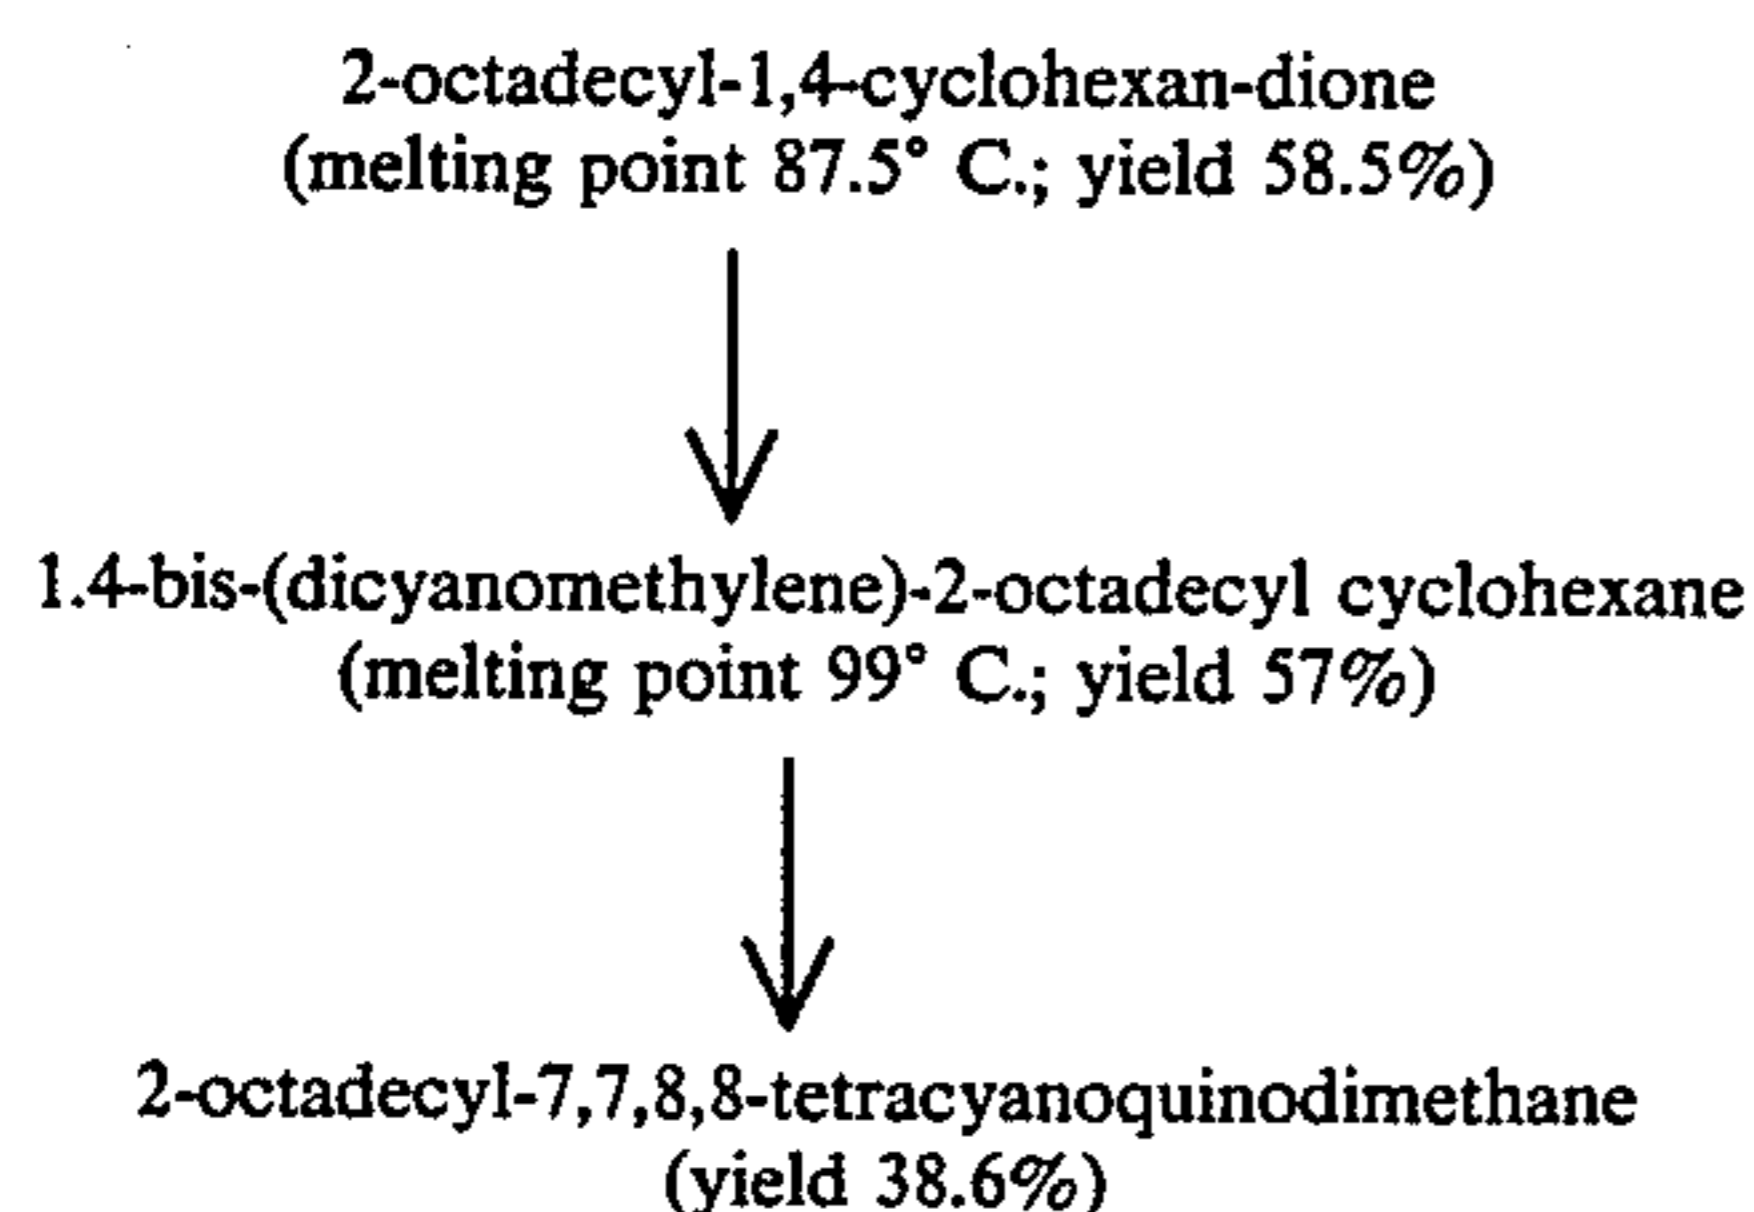 2-octadecyl-1,4-cyclohexan-dione
(melting point 87.5° C.; yield 58.5%)
1.4-bis-(dicyanomethylene)-2-octadecyl cyclohexane
(melting point 99° C.; yield 57%)
2-octadecyl-7,7,8,8-tetracyanoquinodimethane
(yield 38.6%)